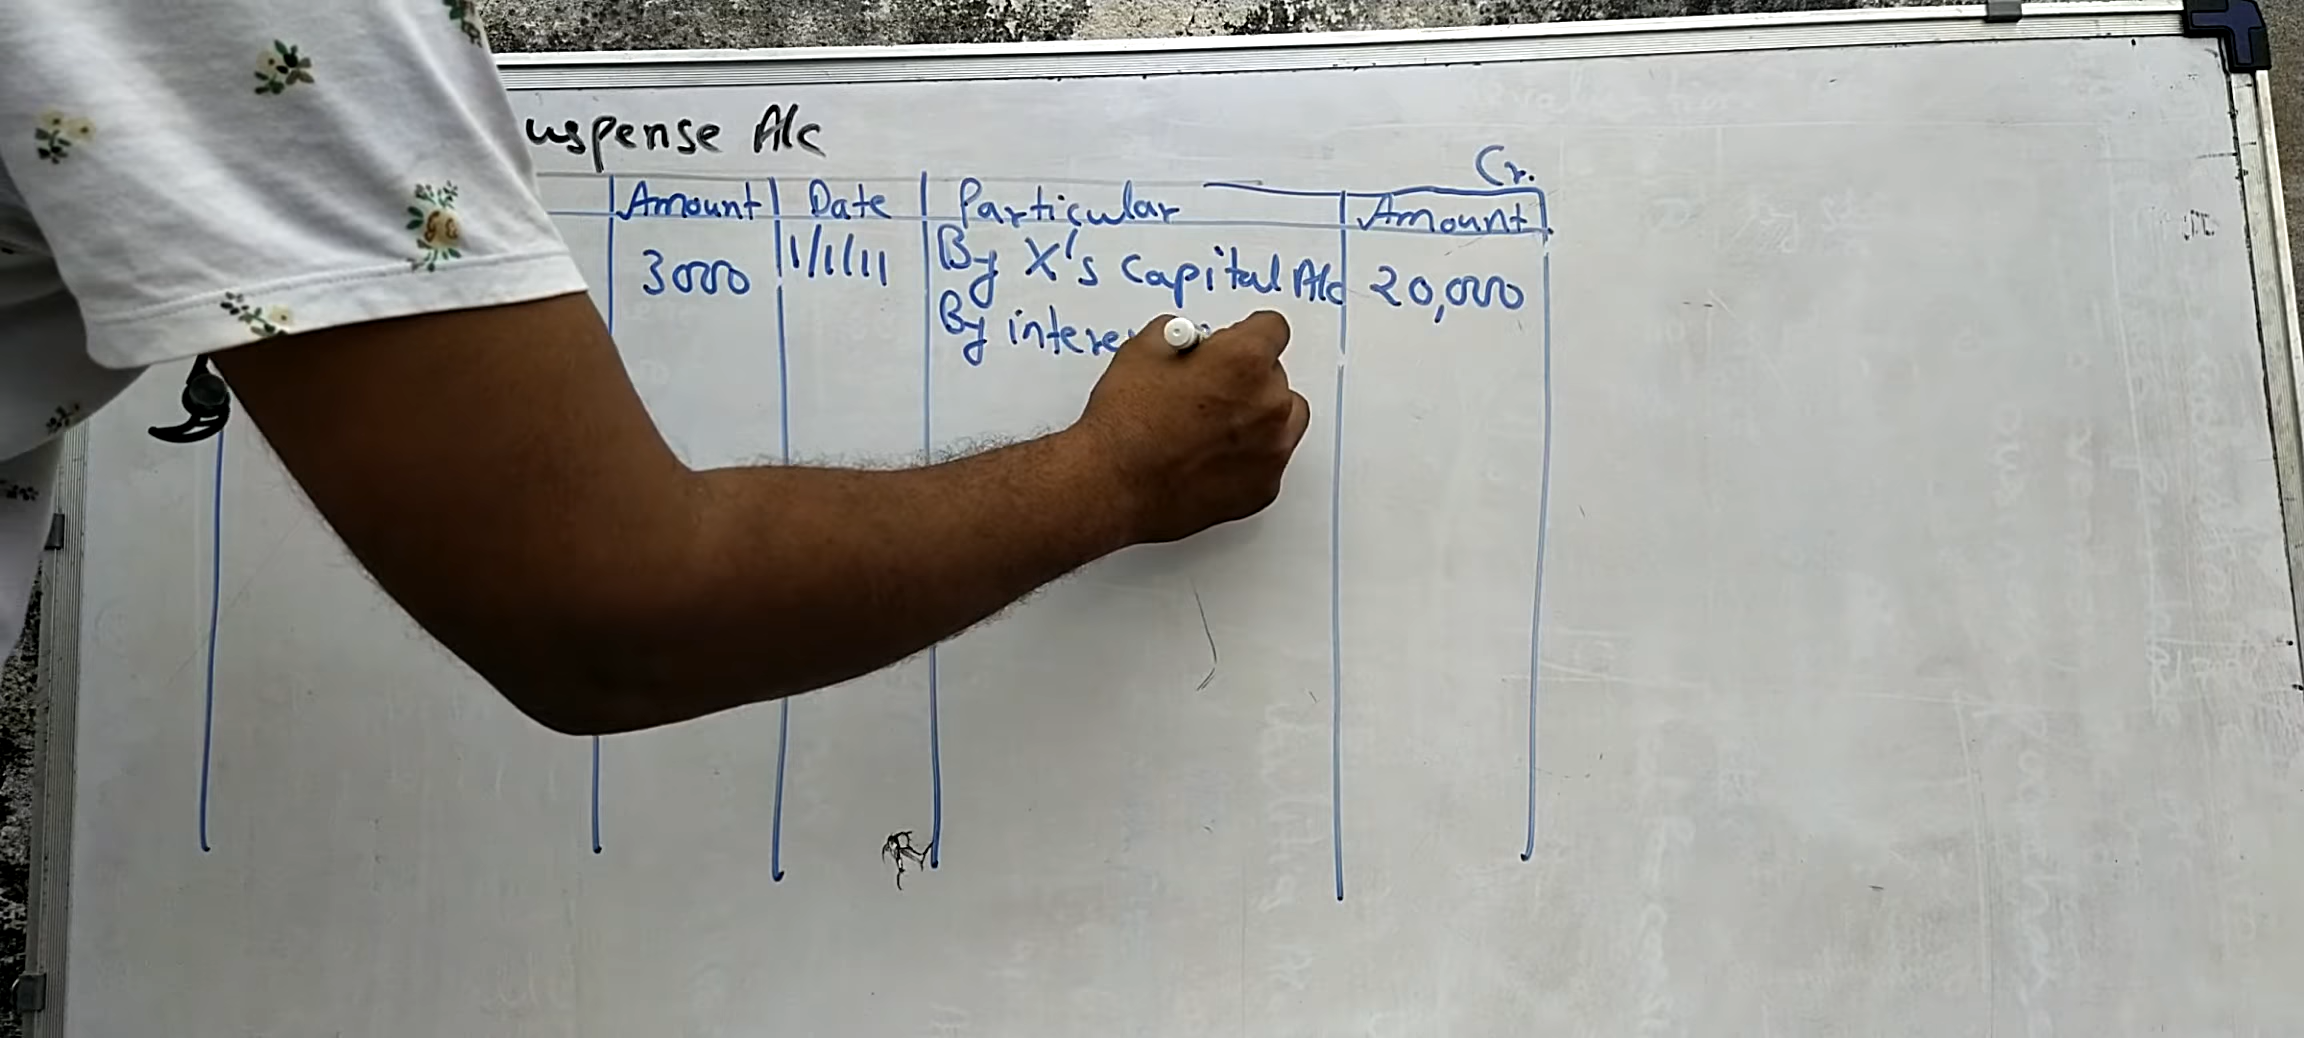 uspense A/c
Cr.
Amount Date Particular Amount
3000 1/1/11 By X's Capital A/c 20,000
By intere